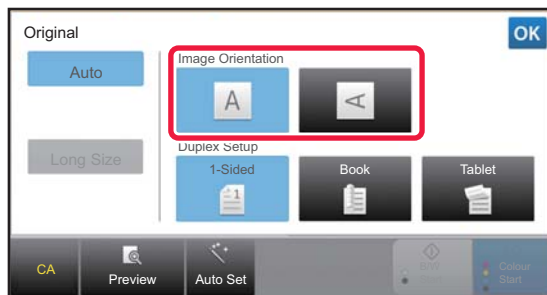 Original
OK
Auto
Image Orientation
A
A
Long Size
Duplex Setup
1-Sided
Book
Tablet
1
CA
Preview
Auto Set
B/W
Colour
Start